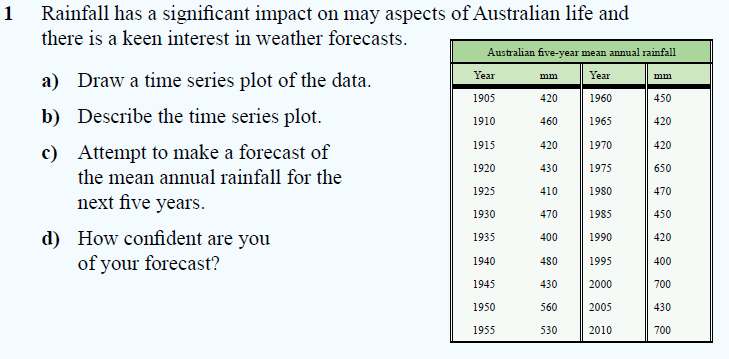 1 Rainfall has a significant impact on may aspects of Australian life and
there is a keen interest in weather forecasts.
a) Draw a time series plot of the data.
b) Describe the time series plot.
c) Attempt to make a forecast of
the mean annual rainfall for the
next five years.
d) How confident are you
of your forecast?
Australian five-year mean annual rainfall
Year mm Year mm
1905 420 1960 450
1910 460 1965 420
1915 420 1970 420
1920 430 1975 650
1925 410 1980 470
1930 470 1985 450
1935 400 1990 420
1940 480 1995 400
1945 430 2000 700
1950 560 2005 430
1955 530 2010 700